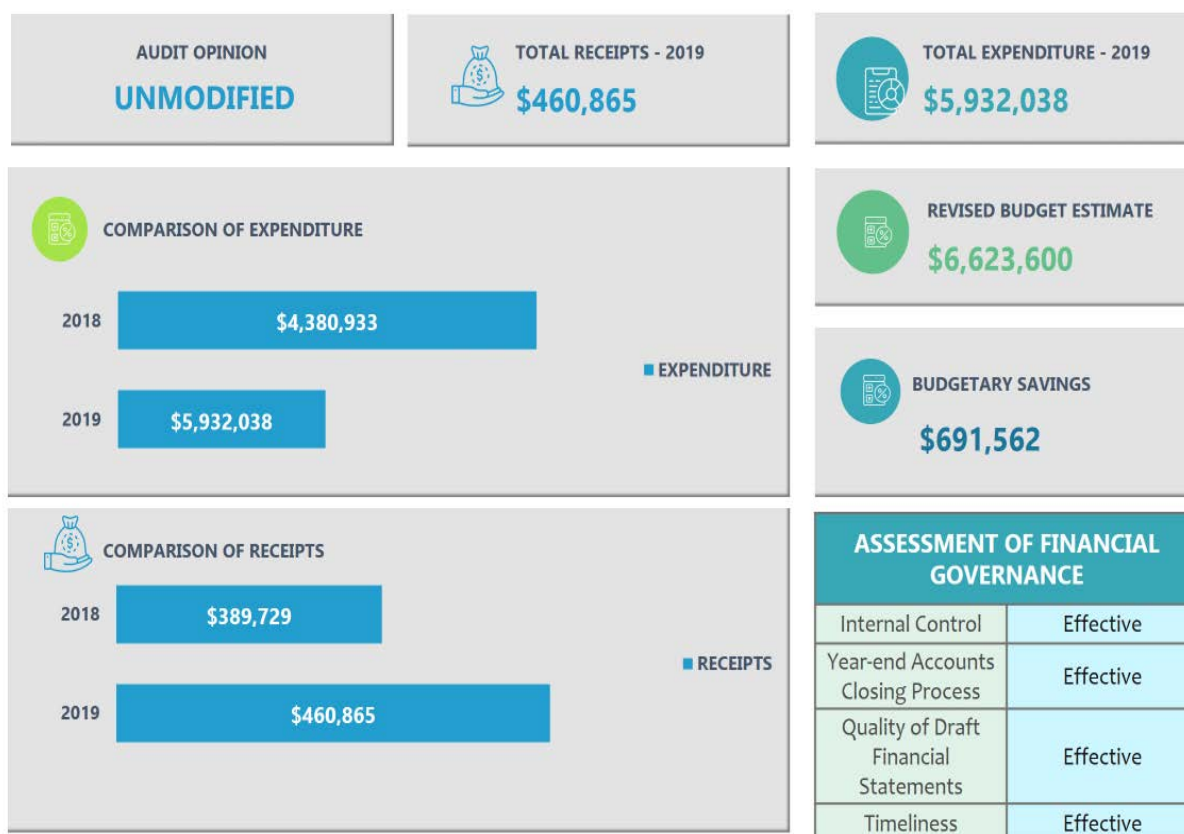 AUDIT OPINION
UNMODIFIED
TOTAL RECEIPTS - 2019
$460,865
TOTAL EXPENDITURE - 2019
$5,932,038
COMPARISON OF EXPENDITURE
2018
$4,380,933
2019
$5,932,038
EXPENDITURE
REVISED BUDGET ESTIMATE
$6,623,600
BUDGETARY SAVINGS
$691,562
COMPARISON OF RECEIPTS
2018
$389,729
2019
$460,865
RECEIPTS
ASSESSMENT OF FINANCIAL
GOVERNANCE
Internal Control
Effective
Year-end Accounts
Closing Process
Effective
Quality of Draft
Financial
Statements
Effective
Timeliness
Effective